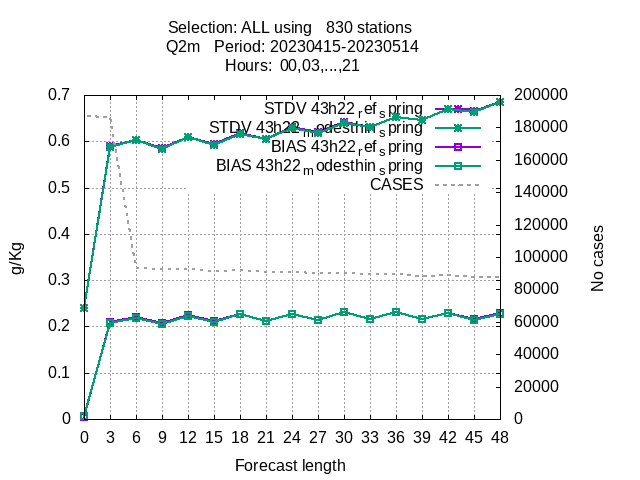 Selection: ALL using   830 stations
Q2m   Period: 20230415-20230514
Hours:  00,03,...,21
0.7
0.6
0.5
0.4
0.3
0.2
0.1
0
g/Kg
STDV 43h22_ref_spring
STDV 43h22_modesthin_spring
BIAS 43h22_ref_spring
BIAS 43h22_modesthin_spring
CASES
200000
180000
160000
140000
120000
100000
80000
60000
40000
20000
0
No cases
0 3 6 9 12 15 18 21 24 27 30 33 36 39 42 45 48
Forecast length